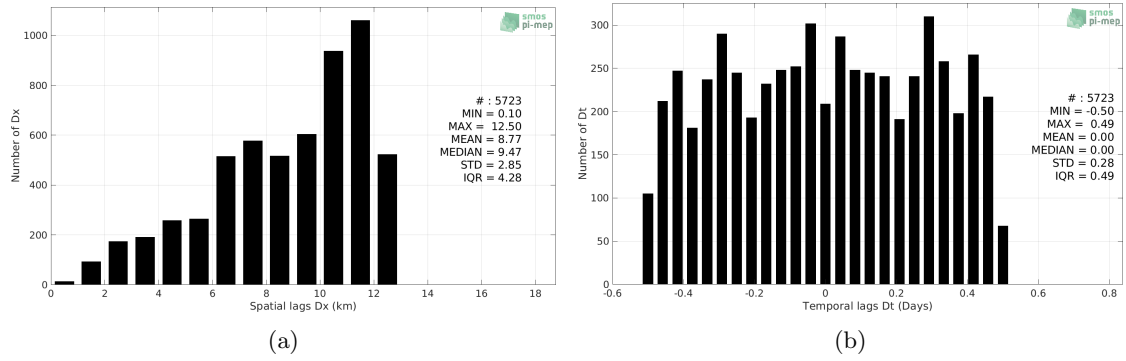 smos
pi-mep
Number of Dx
1000
800
600
400
200
0
# : 5723
MIN = 0.10
MAX = 12.50
MEAN = 8.77
MEDIAN = 9.47
STD = 2.85
IQR = 4.28
0 2 4 6 8 10 12 14 16 18
Spatial lags Dx (km)
(a)
smos
pi-mep
Number of Dt
300
250
200
150
100
50
0
# : 5723
MIN = -0.50
MAX = 0.49
MEAN = 0.00
MEDIAN = 0.00
STD = 0.28
IQR = 0.49
-0.6 -0.4 -0.2 0 0.2 0.4 0.6 0.8
Temporal lags Dt (Days)
(b)